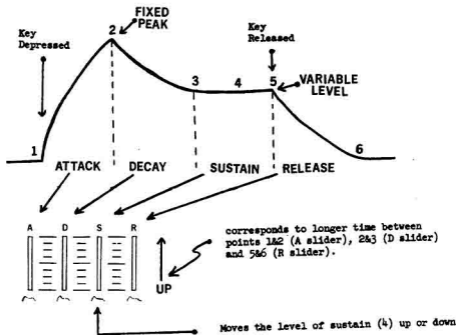 Key
Depressed
2
FIXED
PEAK
Key
Released
3
4
5
VARIABLE
LEVEL
1
6
ATTACK
DECAY
SUSTAIN
RELEASE
A D S R
UP
corresponds to longer time between
points 1&2 (A slider), 2&3 (D slider)
and 5&6 (R slider).
Moves the level of sustain (4) up or down